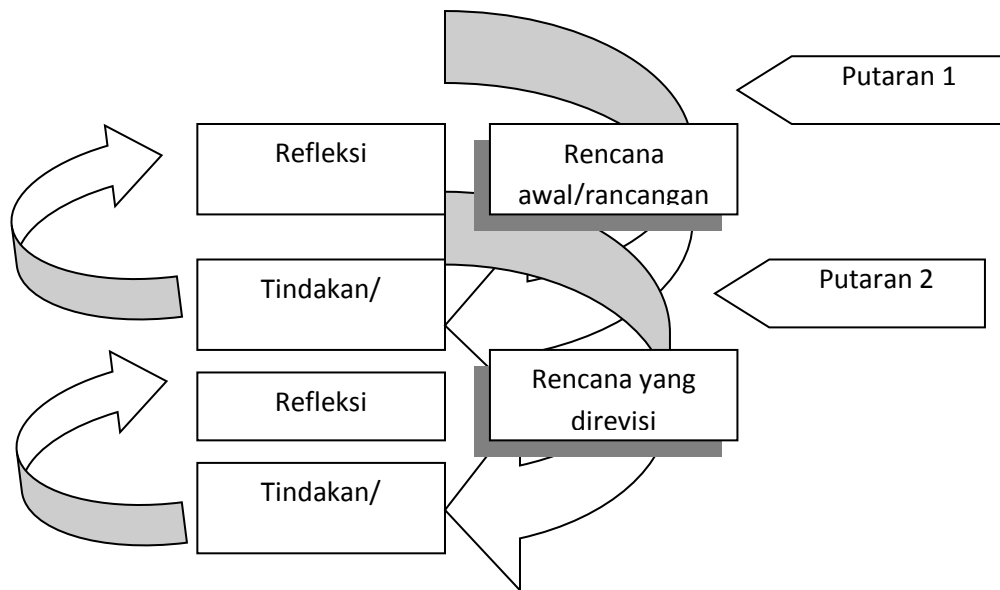 Putaran 1
Refleksi
Rencana
awal/rancangan
Tindakan/
Putaran 2
Refleksi
Rencana yang
direvisi
Tindakan/